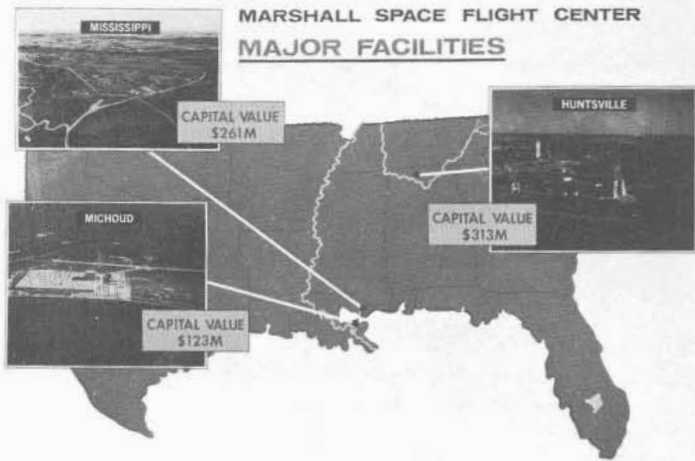 MARSHALL SPACE FLIGHT CENTER
MAJOR FACILITIES
MISSISSIPPI
CAPITAL VALUE
$261M
HUNTSVILLE
CAPITAL VALUE
$313M
MICHOUD
CAPITAL VALUE
$123M